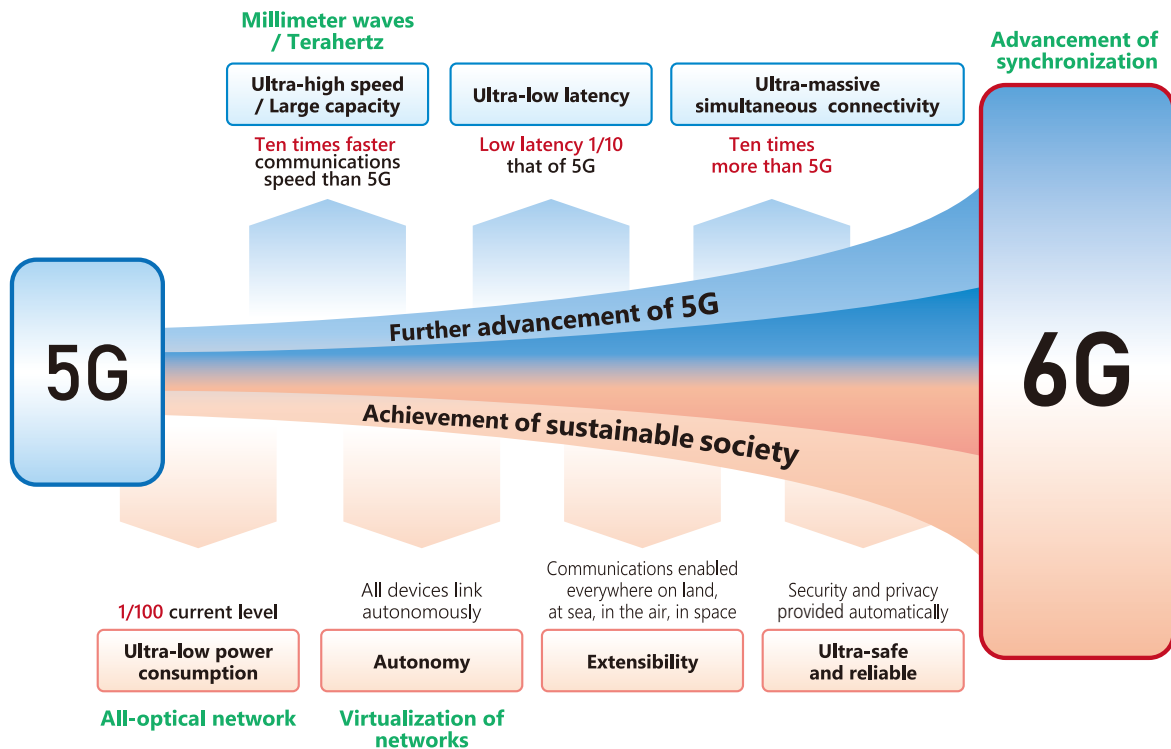 Millimeter waves
/ Terahertz
Advancement of
synchronization
Ultra-high speed
/ Large capacity
Ultra-low latency
Ultra-massive
simultaneous connectivity
Ten times faster
communications
speed than 5G
Low latency 1/10
that of 5G
Ten times
more than 5G
5G
Further advancement of 5G
Achievement of sustainable society
6G
1/100 current level
All devices link
autonomously
Communications enabled
everywhere on land,
at sea, in the air, in space
Security and privacy
provided automatically
Ultra-low power
consumption
Autonomy
Extensibility
Ultra-safe
and reliable
All-optical network
Virtualization of
networks